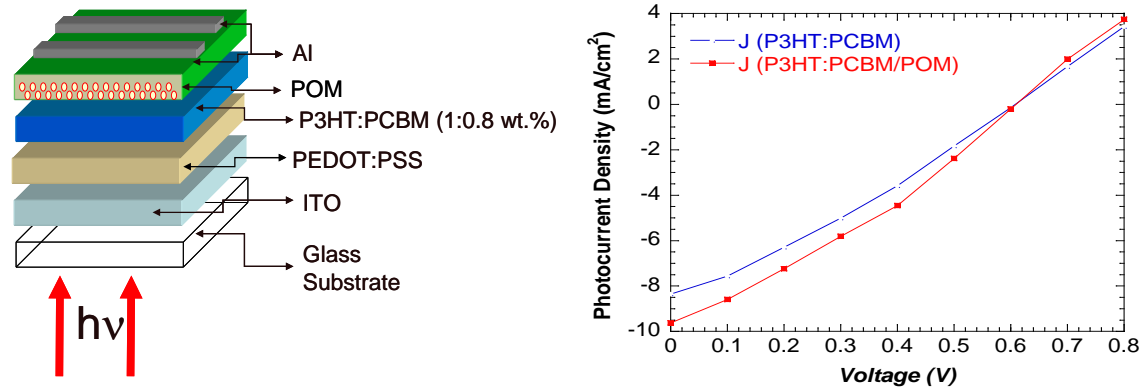 Al
POM
P3HT:PCBM (1:0.8 wt.%)
PEDOT:PSS
ITO
Glass
Substrate
hν
J (P3HT:PCBM)
J (P3HT:PCBM/POM)
Photocurrent Density (mA/cm²)
4
2
0
-2
-4
-6
-8
-10
0 0.1 0.2 0.3 0.4 0.5 0.6 0.7 0.8
Voltage (V)